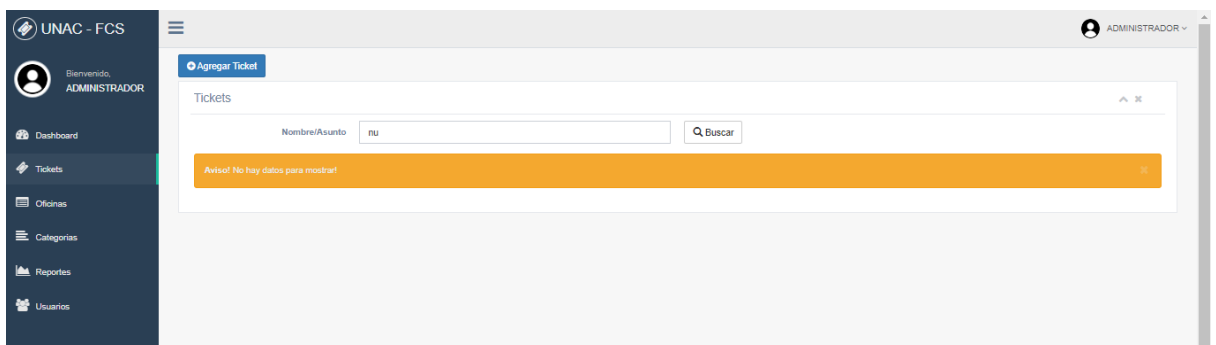 UNAC - FCS
ADMINISTRADOR
Bienvenido,
ADMINISTRADOR
Dashboard
Tickets
Oficinas
Categorias
Reportes
Usuarios
Agregar Ticket
Tickets
Nombre/Asunto
nu
Buscar
Aviso! No hay datos para mostrar!